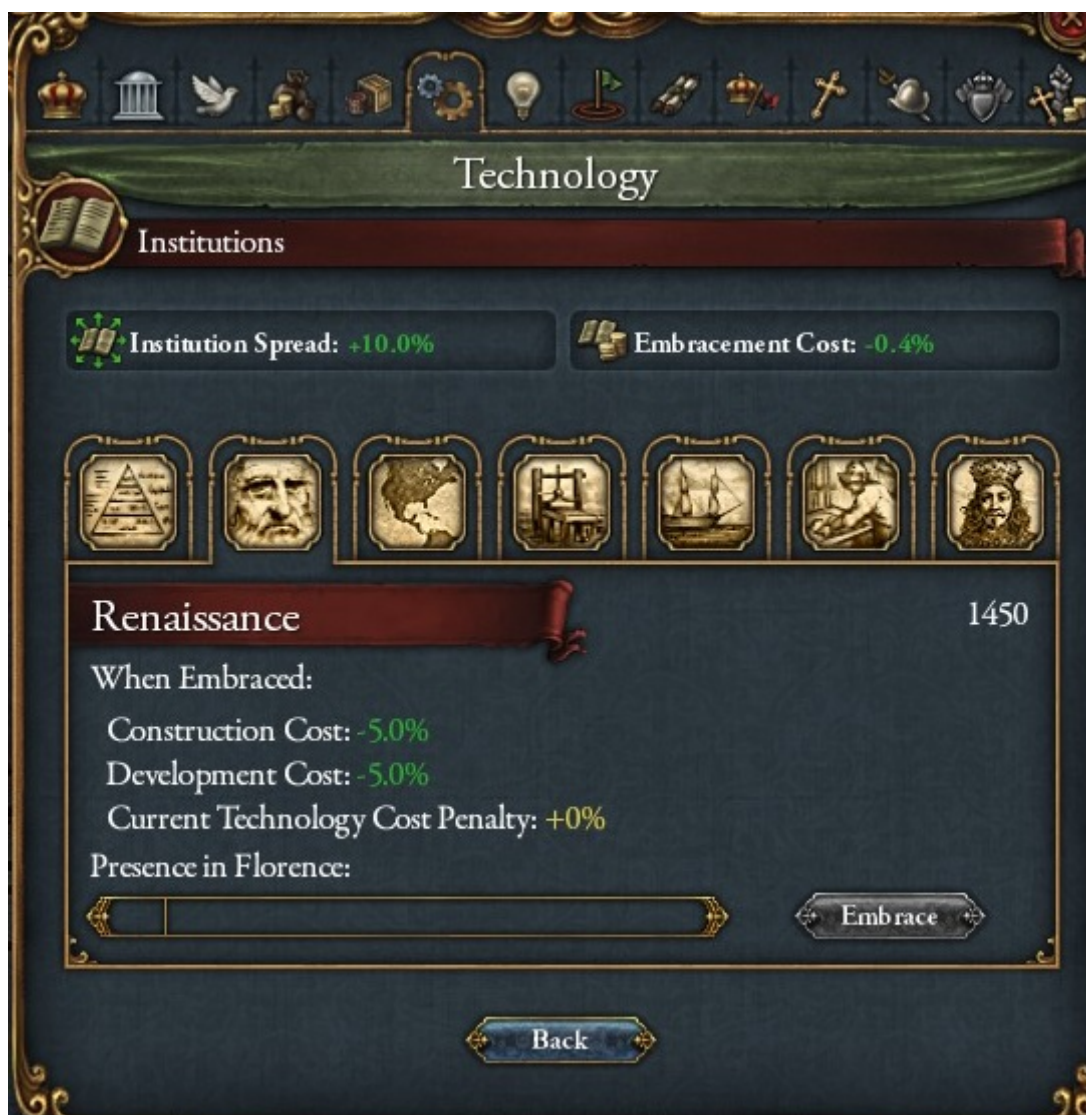 Technology
Institutions
Institution Spread: +10.0%
Embracement Cost: -0.4%
Renaissance
1450
When Embraced:
Construction Cost: -5.0%
Development Cost: -5.0%
Current Technology Cost Penalty: +0%
Presence in Florence:
Embrace
Back